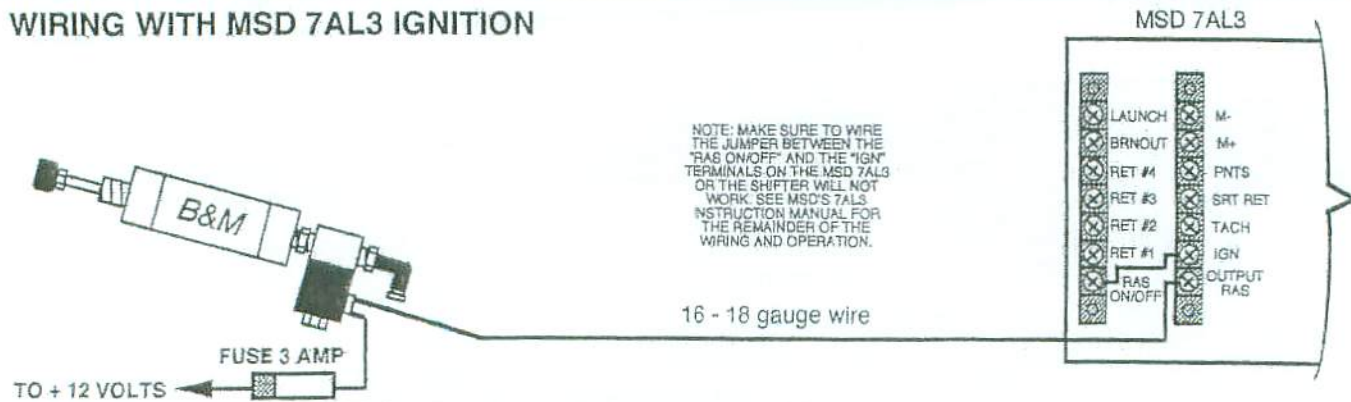 WIRING WITH MSD 7AL3 IGNITION
MSD 7AL3
LAUNCH
BRNOUT
RET #4
RET #3
RET #2
RET #1
RAS
ON/OFF
M-
M+
PNTS
SRT RET
TACH
IGN
OUTPUT
RAS
NOTE: MAKE SURE TO WIRE
THE JUMPER BETWEEN THE
"RAS ON/OFF" AND THE "IGN"
TERMINALS ON THE MSD 7AL3
OR THE SHIFTER WILL NOT
WORK. SEE MSD'S 7AL3
INSTRUCTION MANUAL FOR
THE REMAINDER OF THE
WIRING AND OPERATION.
B&M
16 - 18 gauge wire
FUSE 3 AMP
TO + 12 VOLTS